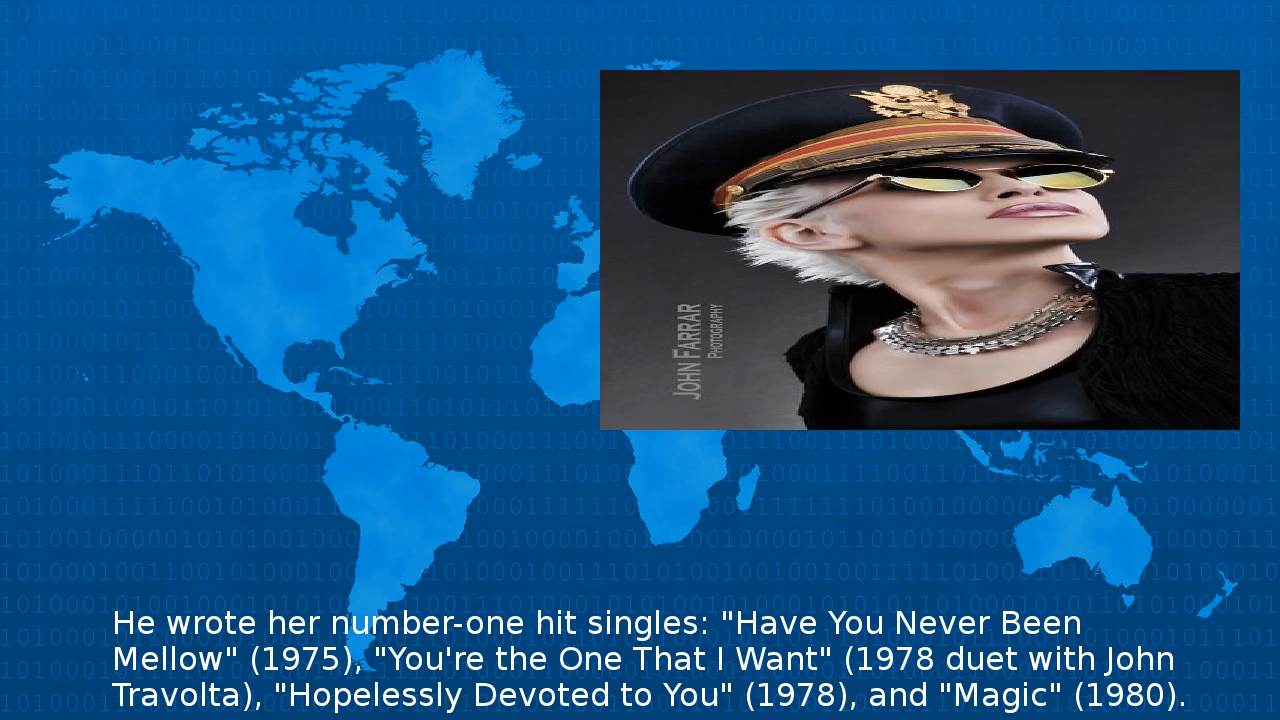 JOHN FARRAR
PHOTOGRAPHY
He wrote her number-one hit singles: "Have You Never Been
Mellow" (1975), "You're the One That I Want" (1978 duet with John
Travolta), "Hopelessly Devoted to You" (1978), and "Magic" (1980).